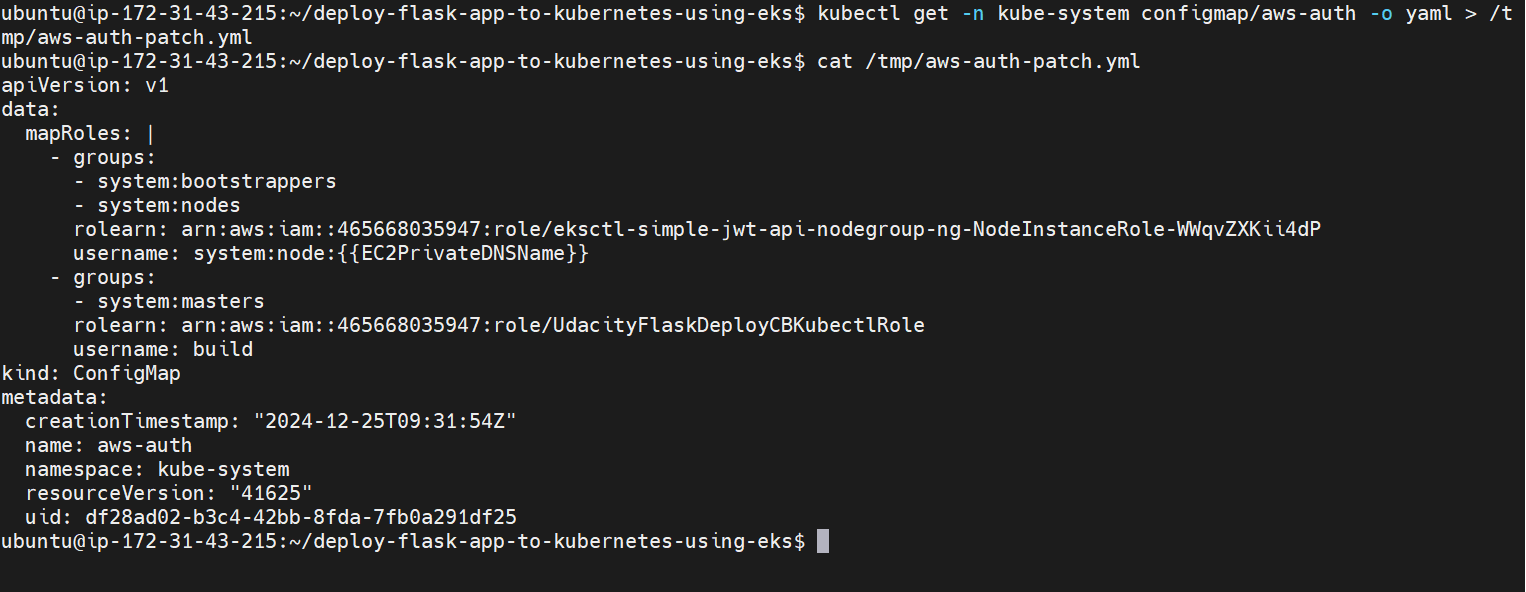 ubuntu@ip-172-31-43-215:~/deploy-flask-app-to-kubernetes-using-eks$ kubectl get -n kube-system configmap/aws-auth -o yaml > /t
mp/aws-auth-patch.yml
ubuntu@ip-172-31-43-215:~/deploy-flask-app-to-kubernetes-using-eks$ cat /tmp/aws-auth-patch.yml
apiVersion: v1
data:
  mapRoles: |
    - groups:
      - system:bootstrappers
      - system:nodes
      rolearn: arn:aws:iam::465668035947:role/eksctl-simple-jwt-api-nodegroup-ng-NodeInstanceRole-WWqvZXKii4dP
      username: system:node:{{EC2PrivateDNSName}}
    - groups:
      - system:masters
      rolearn: arn:aws:iam::465668035947:role/UdacityFlaskDeployCBKubectlRole
      username: build
kind: ConfigMap
metadata:
  creationTimestamp: "2024-12-25T09:31:54Z"
  name: aws-auth
  namespace: kube-system
  resourceVersion: "41625"
  uid: df28ad02-b3c4-42bb-8fda-7fb0a291df25
ubuntu@ip-172-31-43-215:~/deploy-flask-app-to-kubernetes-using-eks$